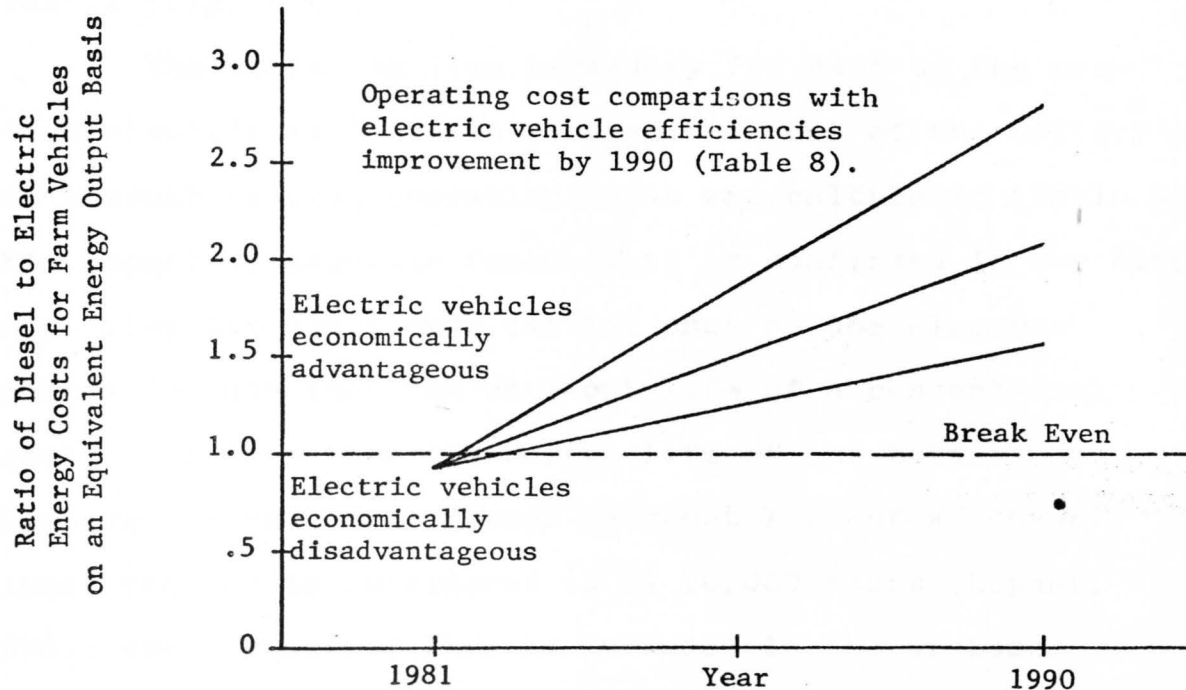 Ratio of Diesel to Electric
Energy Costs for Farm Vehicles
on an Equivalent Energy Output Basis
3.0
2.5
2.0
1.5
1.0
.5
0
Operating cost comparisons with
electric vehicle efficiencies
improvement by 1990 (Table 8).
Electric vehicles
economically
advantageous
Break Even
Electric vehicles
economically
disadvantageous
1981
Year
1990